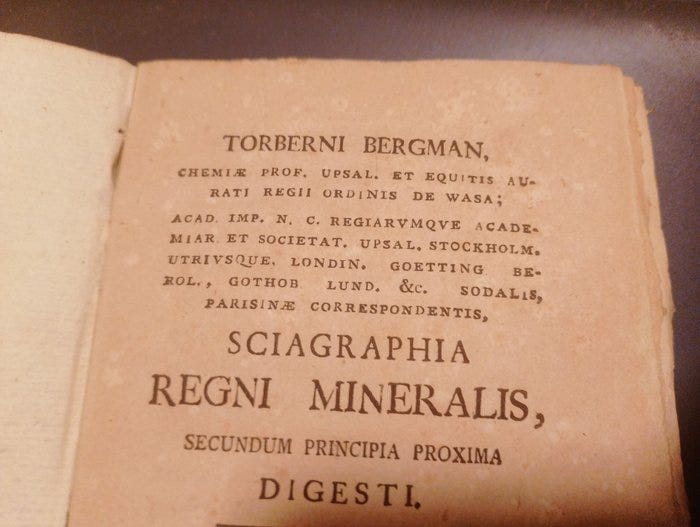 TORBERNI BERGMAN,
CHEMIÆ PROF. UPSAL. ET EQUITIS AU-
RATI REGII ORDINIS DE WASA;
ACAD. IMP. N. C. REGIARVMQVE ACADE-
MIAR ET SOCIETAT. UPSAL. STOCKHOLM.
UTRIVSQUE. LONDIN. GOETTING BE-
ROL., GOTHOB LUND. &c. SODALIS,
PARISINÆ CORRESPONDENTIS,
SCIAGRAPHIA
REGNI MINERALIS,
SECUNDUM PRINCIPIA PROXIMA
DIGESTI.